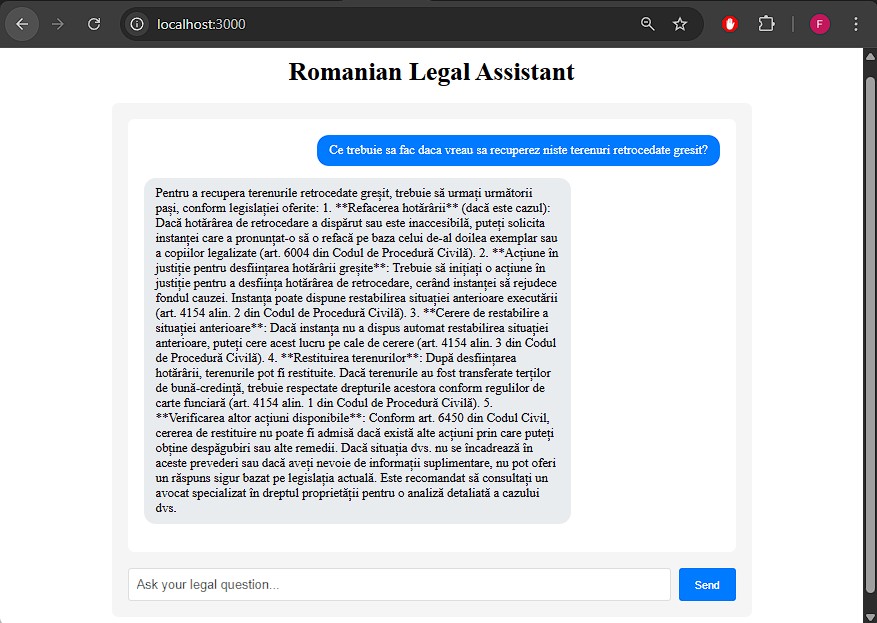 localhost:3000
F
Romanian Legal Assistant
Ce trebuie sa fac daca vreau sa recuperez niste terenuri retrocedate gresit?
Pentru a recupera terenurile retrocedate greșit, trebuie să urmați următorii
pași, conform legislației oferite: 1. **Refacerea hotărârii** (dacă este cazul):
Dacă hotărârea de retrocedare a dispărut sau este inaccesibilă, puteți solicita
instanței care a pronunțat-o să o refacă pe baza celui de-al doilea exemplar sau
a copiilor legalizate (art. 6004 din Codul de Procedură Civilă). 2. **Acțiune în
justiție pentru desființarea hotărârii greșite**: Trebuie să inițiați o acțiune în
justiție pentru a desființa hotărârea de retrocedare, cerând instanței să rejudece
fondul cauzei. Instanța poate dispune restabilirea situației anterioare executării
(art. 4154 alin. 2 din Codul de Procedură Civilă). 3. **Cerere de restabilire a
situației anterioare**: Dacă instanța nu a dispus automat restabilirea situației
anterioare, puteți cere acest lucru pe cale de cerere (art. 4154 alin. 3 din Codul
de Procedură Civilă). 4. **Restituirea terenurilor**: După desființarea
hotărârii, terenurile pot fi restituite. Dacă terenurile au fost transferate terților
de bună-credință, trebuie respectate drepturile acestora conform regulilor de
carte funciară (art. 4154 alin. 1 din Codul de Procedură Civilă). 5.
**Verificarea altor acțiuni disponibile**: Conform art. 6450 din Codul Civil,
cererea de restituire nu poate fi admisă dacă există alte acțiuni prin care puteți
obține despăgubiri sau alte remedii. Dacă situația dvs. nu se încadrează în
aceste prevederi sau dacă aveți nevoie de informații suplimentare, nu pot oferi
un răspuns sigur bazat pe legislația actuală. Este recomandat să consultați un
avocat specializat în dreptul proprietății pentru o analiză detaliată a cazului
dvs.
Ask your legal question...
Send